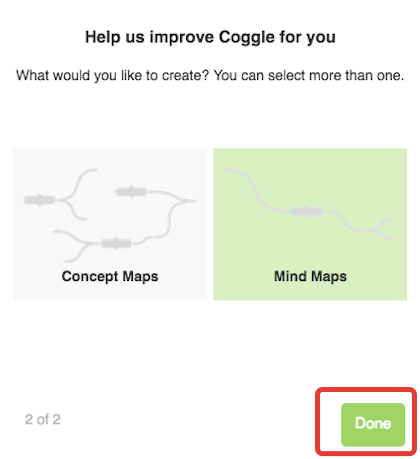 Help us improve Coggle for you
What would you like to create? You can select more than one.
Concept Maps
Mind Maps
2 of 2
Done